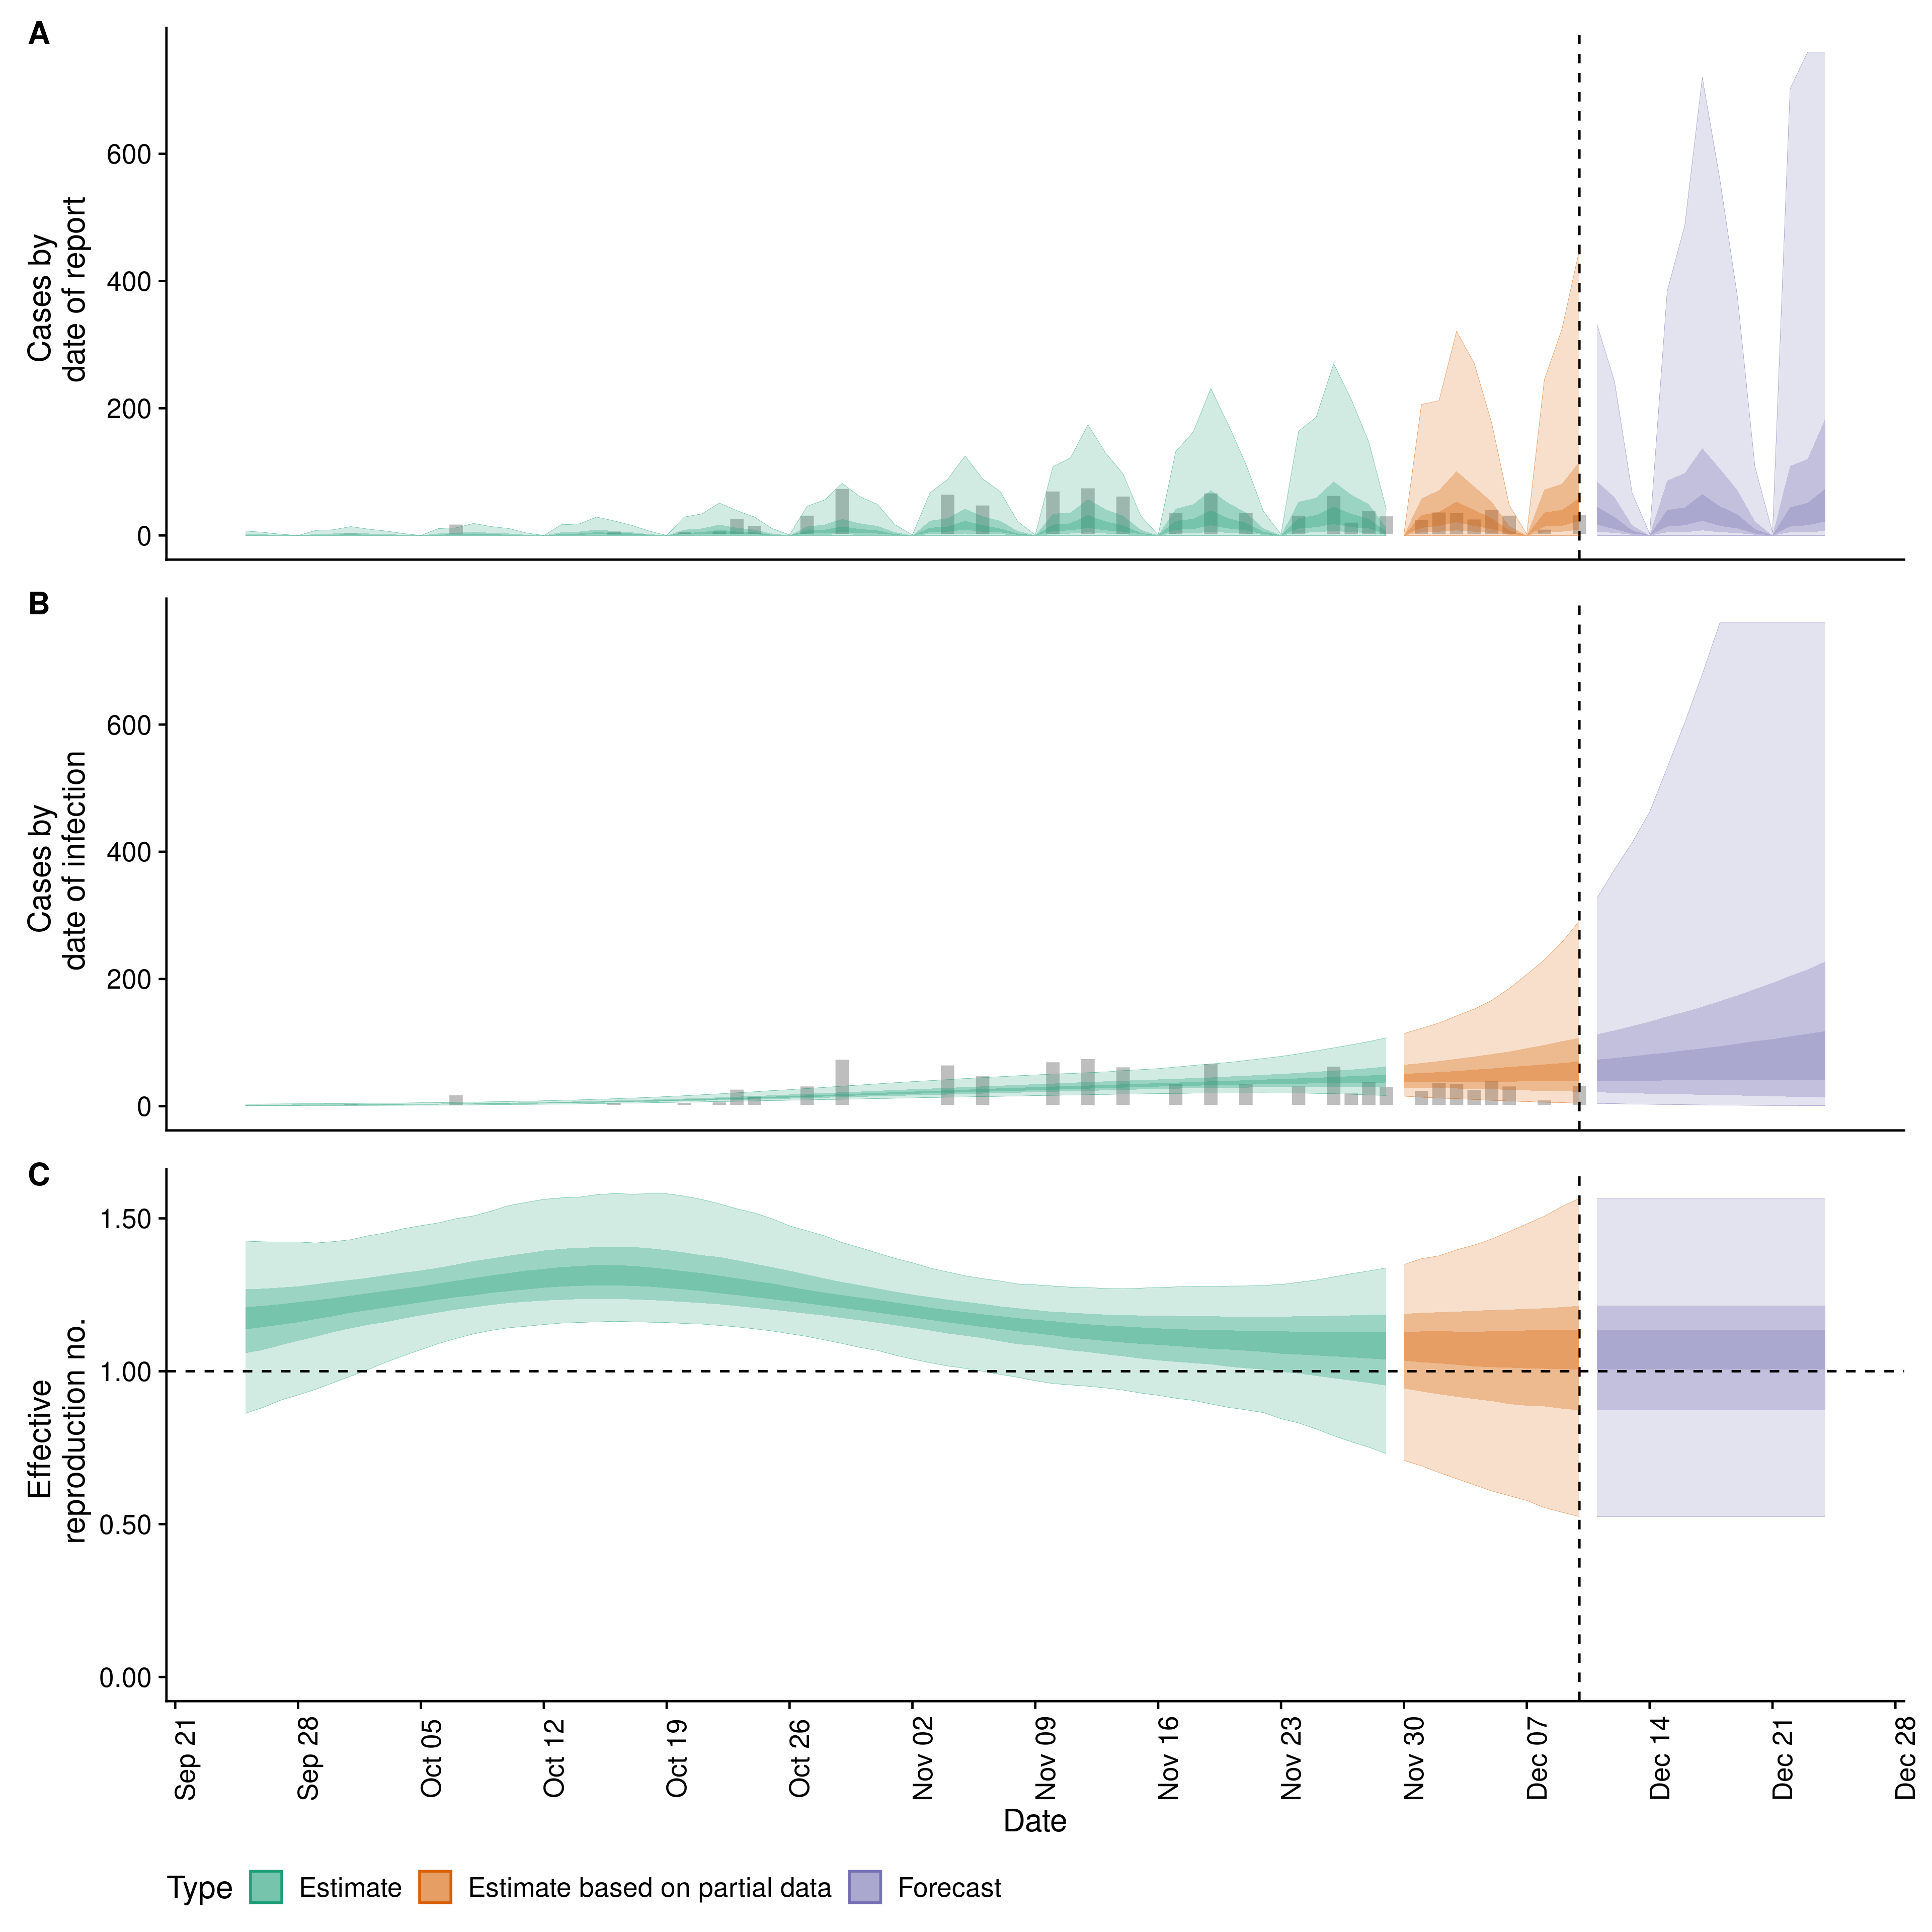 A
Cases by
date of report
600
400
200
0
B
Cases by
date of infection
600
400
200
0
C
Effective
reproduction no.
1.50
1.00
0.50
0.00
Sep 21
Sep 28
Oct 05
Oct 12
Oct 19
Oct 26
Nov 02
Nov 09
Nov 16
Nov 23
Nov 30
Dec 07
Dec 14
Dec 21
Dec 28
Date
Type Estimate Estimate based on partial data Forecast